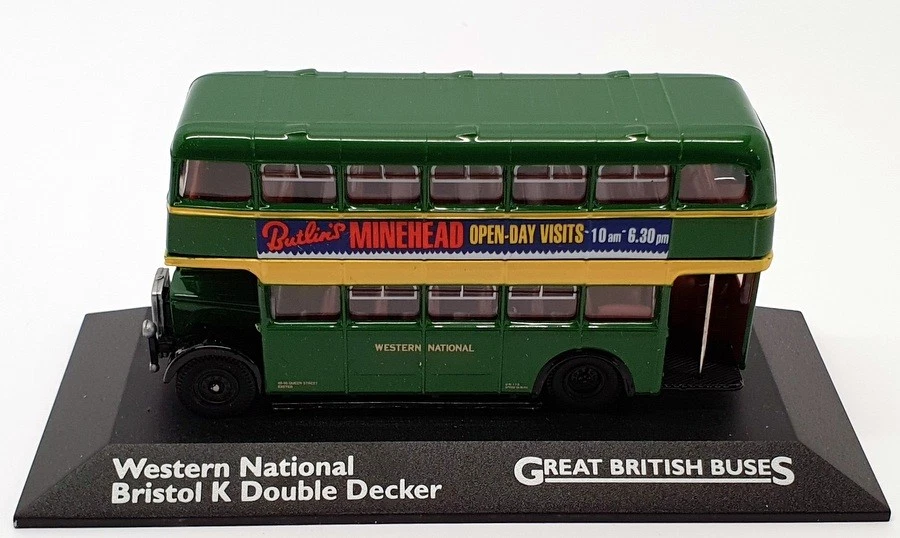 Butlin's MINEHEAD OPEN-DAY VISITS - 10 am - 6.30 pm
WESTERN NATIONAL
Western National
Bristol K Double Decker
GREAT BRITISH BUSES